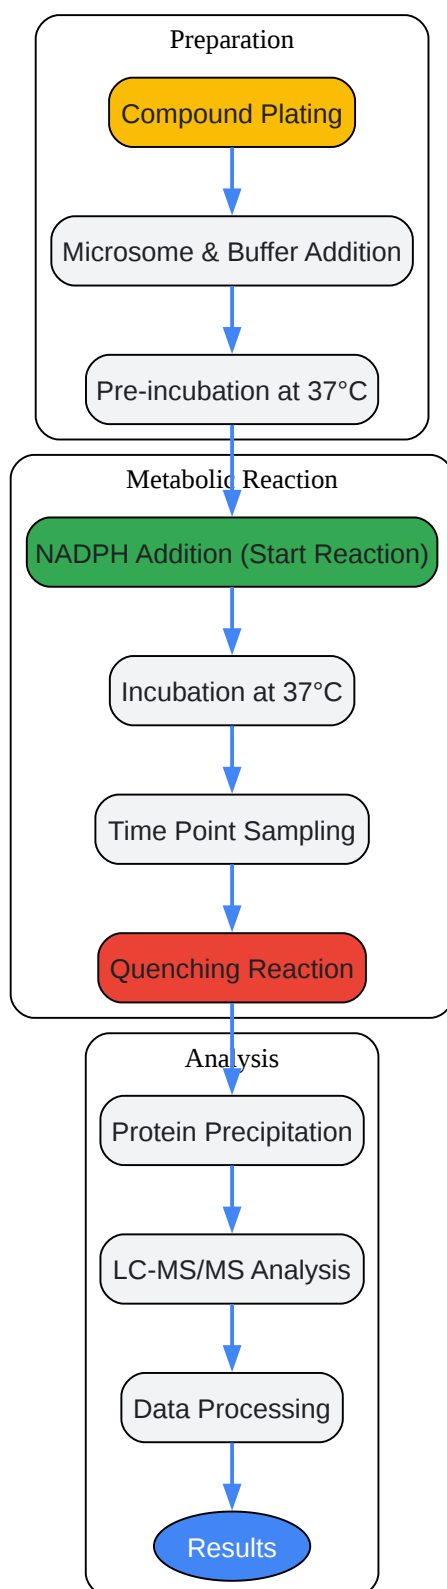 Preparation
Compound Plating
Microsome & Buffer Addition
Pre-incubation at 37°C
Metabolic Reaction
NADPH Addition (Start Reaction)
Incubation at 37°C
Time Point Sampling
Quenching Reaction
Analysis
Protein Precipitation
LC-MS/MS Analysis
Data Processing
Results